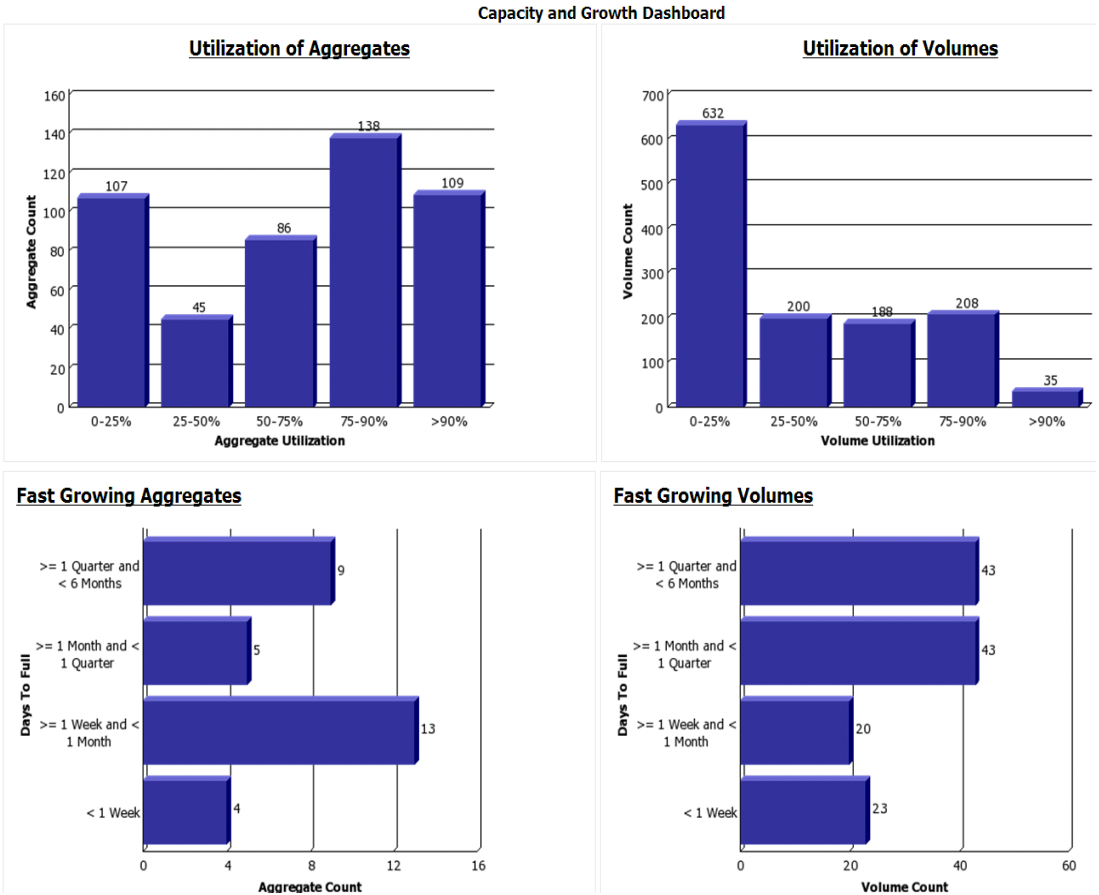 Capacity and Growth Dashboard
Utilization of Aggregates
160
140
120
100
80
60
40
20
0
107
45
86
138
109
0-25%
25-50%
50-75%
75-90%
>90%
Aggregate Count
Aggregate Utilization
Utilization of Volumes
700
600
500
400
300
200
100
0
632
200
188
208
35
0-25%
25-50%
50-75%
75-90%
>90%
Volume Count
Volume Utilization
Fast Growing Aggregates
>= 1 Quarter and
< 6 Months
9
>= 1 Month and <
1 Quarter
5
>= 1 Week and <
1 Month
13
< 1 Week
4
Days To Full
0
4
8
12
16
Aggregate Count
Fast Growing Volumes
>= 1 Quarter and
< 6 Months
43
>= 1 Month and <
1 Quarter
43
>= 1 Week and <
1 Month
20
< 1 Week
23
Days To Full
0
20
40
60
Volume Count